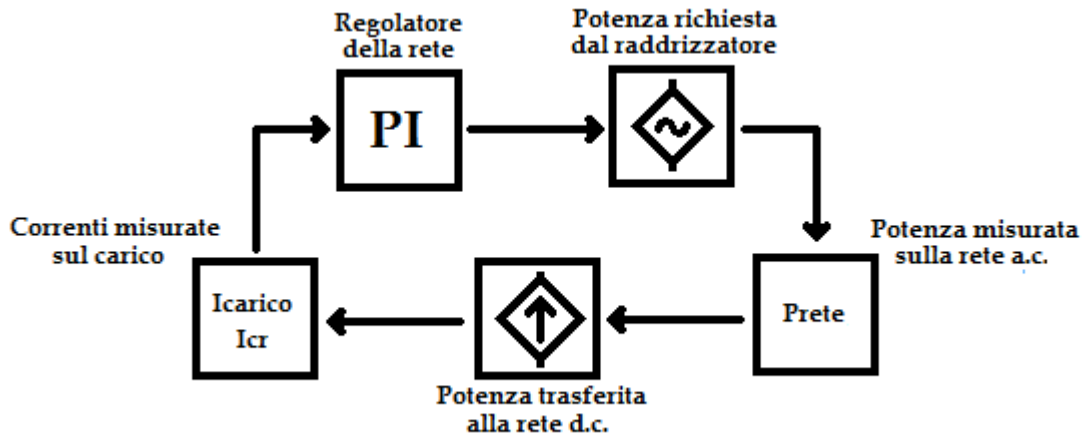 Regolatore
della rete
Potenza richiesta
dal raddrizzatore
PI
Correnti misurate
sul carico
Potenza misurata
sulla rete a.c.
Icarico
Icr
Prete
Potenza trasferita
alla rete d.c.